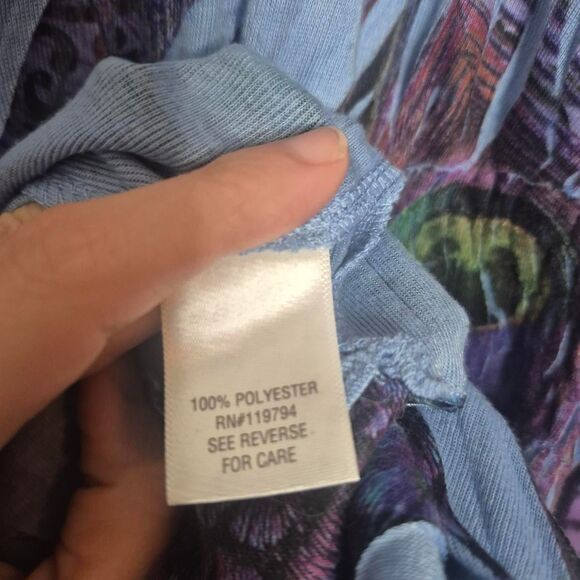 100% POLYESTER
RN#119794
SEE REVERSE
FOR CARE